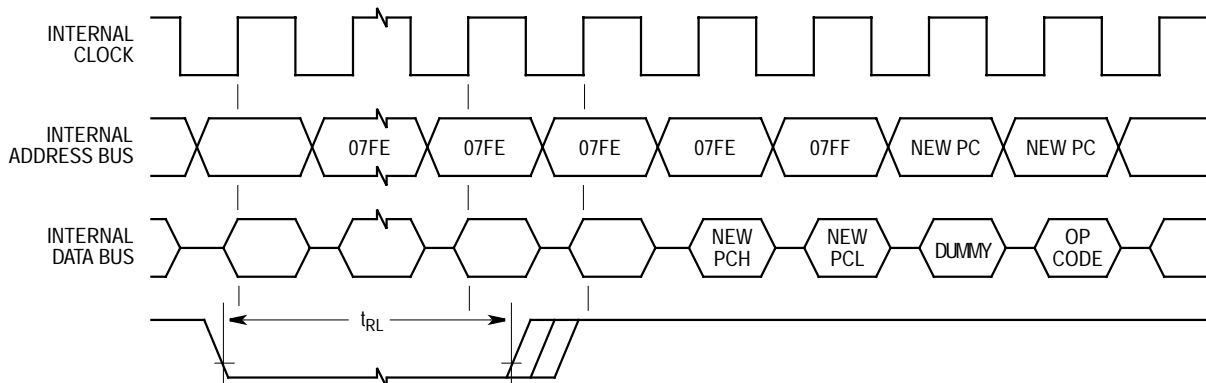 INTERNAL
CLOCK
INTERNAL
ADDRESS BUS
07FE
07FE
07FE
07FE
07FF
NEW PC
NEW PC
INTERNAL
DATA BUS
NEW
PCH
NEW
PCL
DUMMY
OP
CODE
tRL